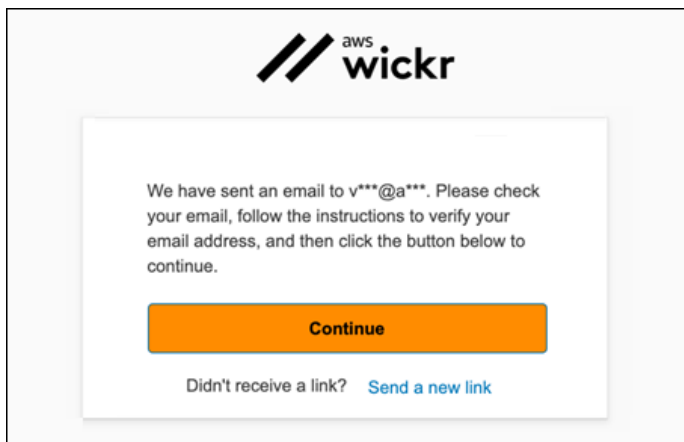 aws
wickr
We have sent an email to v***@a***. Please check
your email, follow the instructions to verify your
email address, and then click the button below to
continue.
Continue
Didn't receive a link? Send a new link